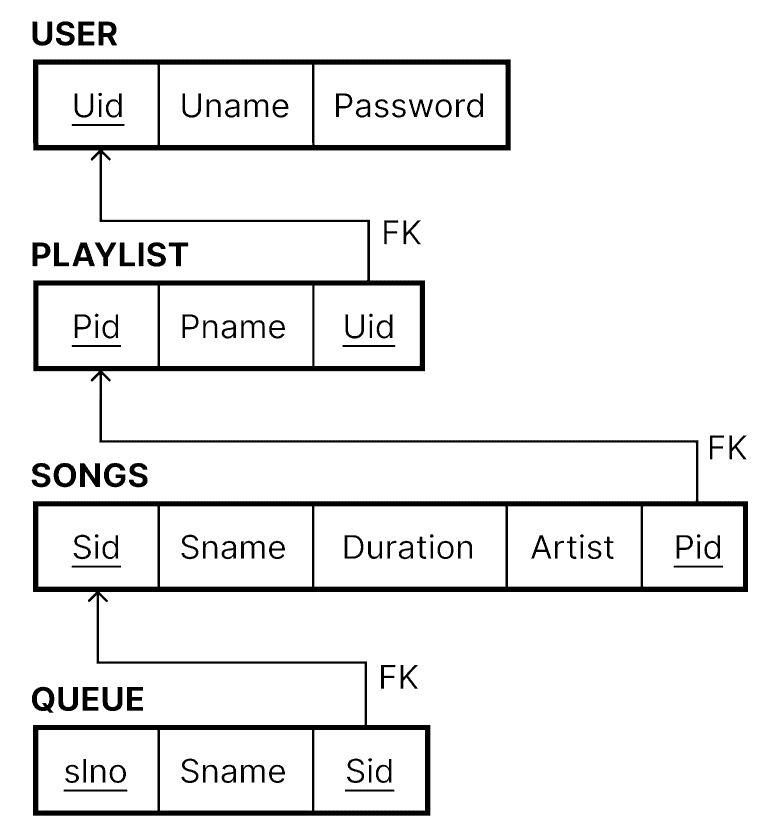 USER
Uid Uname Password
FK
PLAYLIST
Pid Pname Uid
FK
SONGS
Sid Sname Duration Artist Pid
FK
QUEUE
slno Sname Sid